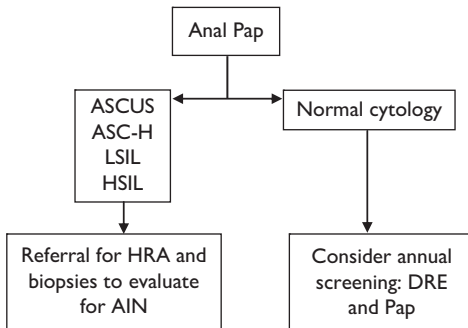 Anal Pap
ASCUS
ASC-H
LSIL
HSIL
Normal cytology
Referral for HRA and
biopsies to evaluate
for AIN
Consider annual
screening: DRE
and Pap